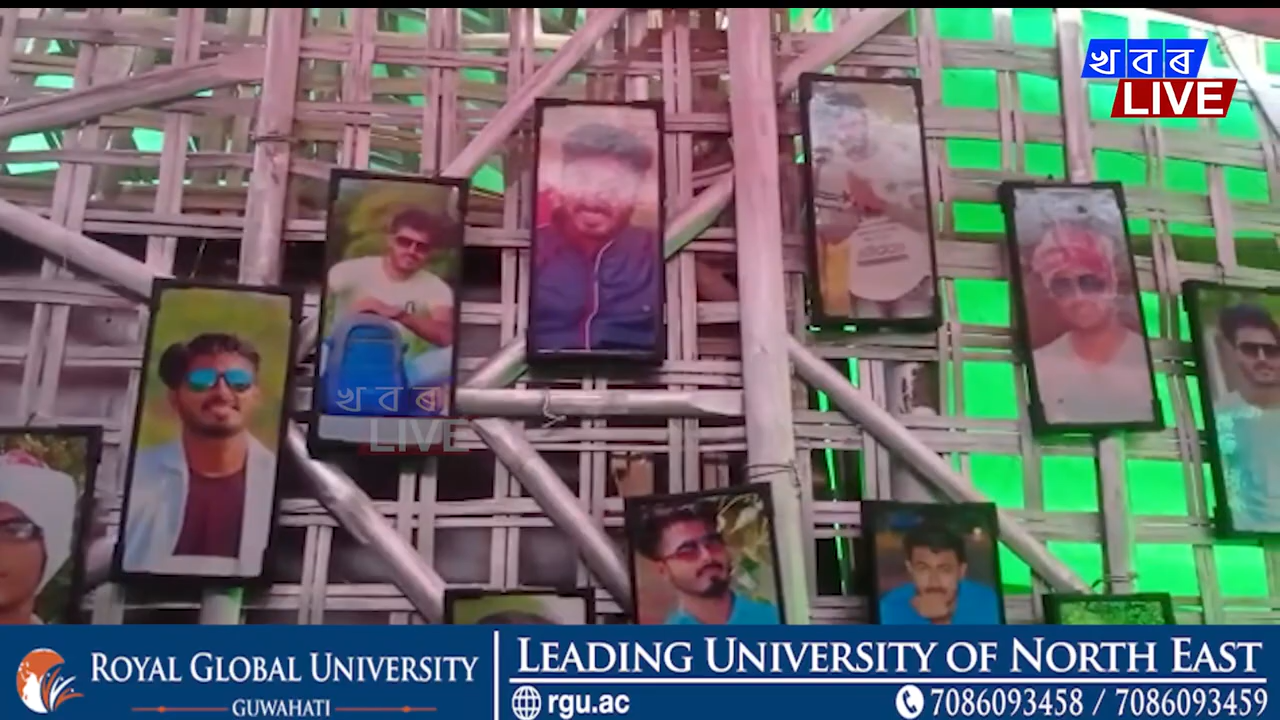 খবৰ
LIVE
খবৰ
LIVE
ROYAL GLOBAL UNIVERSITY
GUWAHATI
LEADING UNIVERSITY OF NORTH EAST
rgu.ac
7086093458 / 7086093459